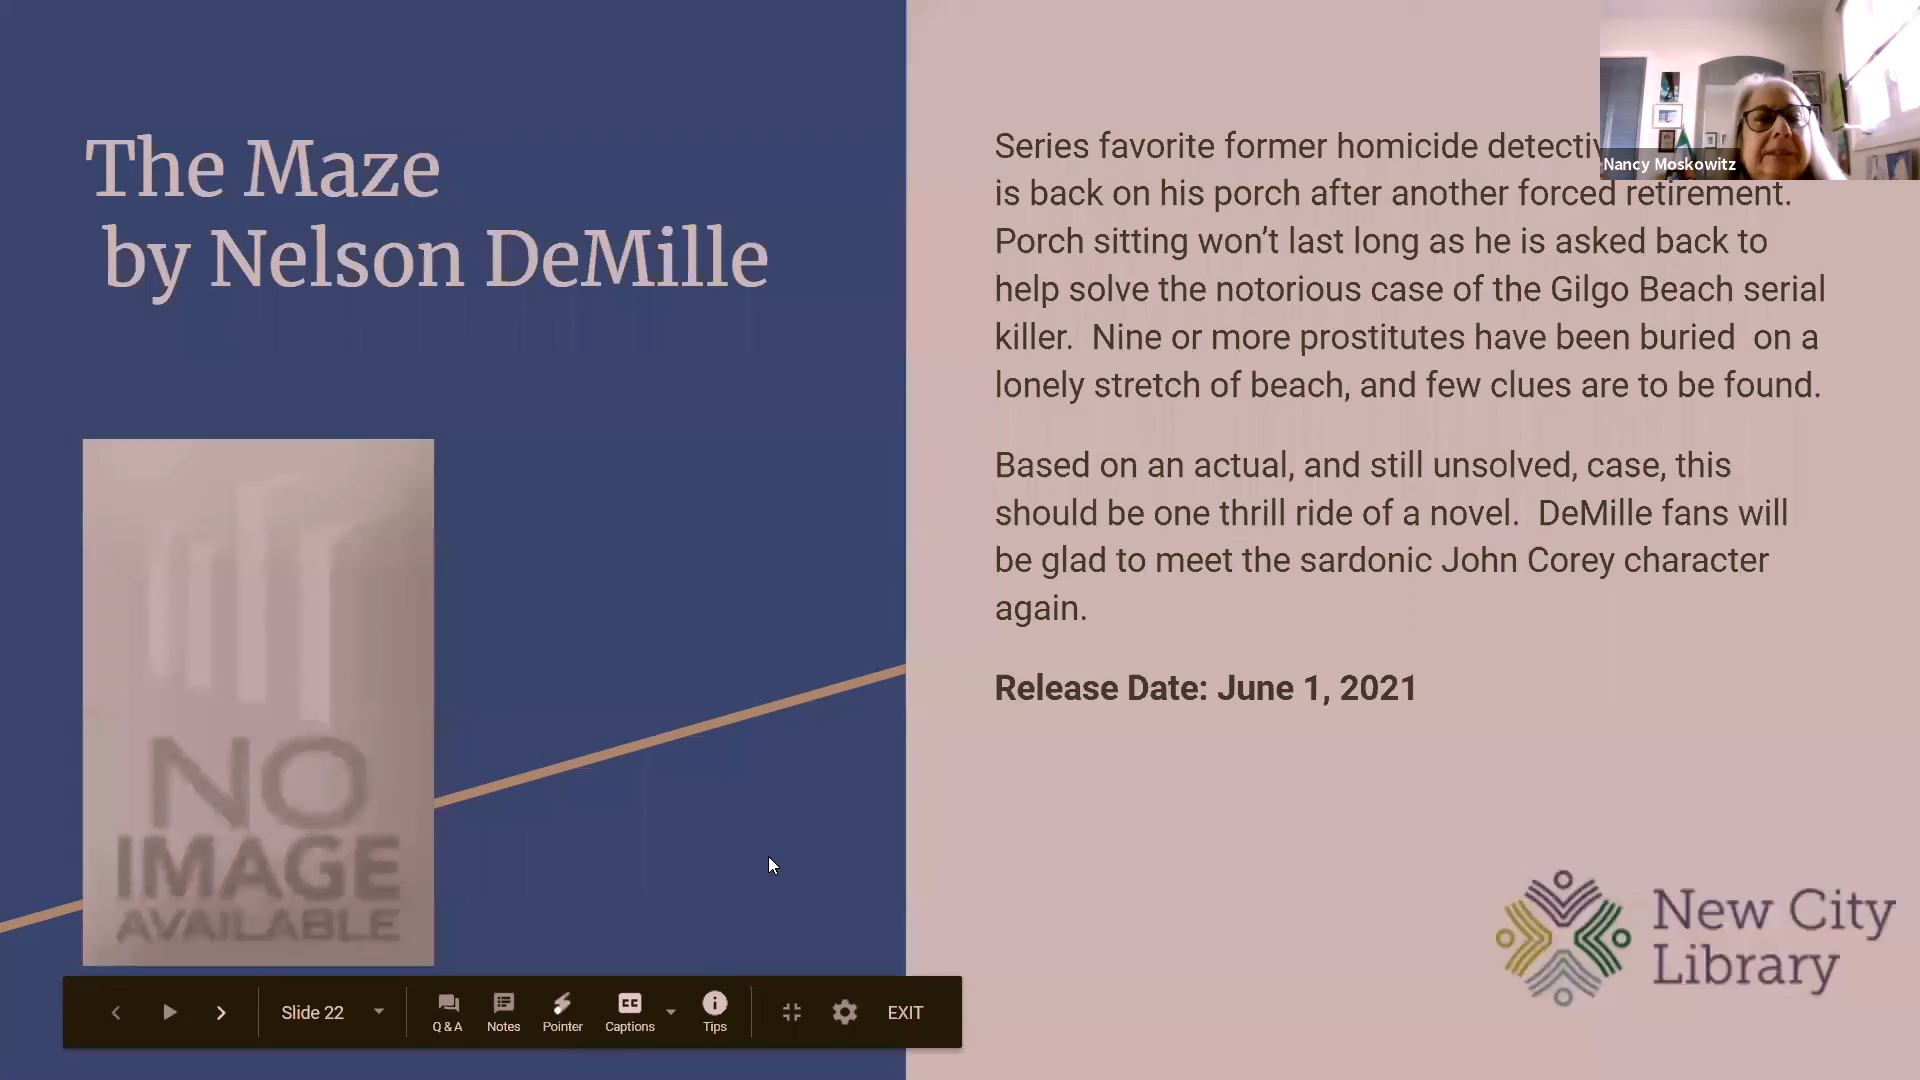 The Maze
by Nelson DeMille
NO
IMAGE
AVAILABLE
Series favorite former homicide
is back on his porch after another forced retirement.
Porch sitting won’t last long as he is asked back to
help solve the notorious case of the Gilgo Beach serial
killer.  Nine or more prostitutes have been buried  on a
lonely stretch of beach, and few clues are to be found.
Based on an actual, and still unsolved, case, this
should be one thrill ride of a novel.  DeMille fans will
be glad to meet the sardonic John Corey character
again.
Release Date: June 1, 2021
Nancy Moskowitz
New City
Library
Slide 22
Q & A
Notes
Pointer
CC
Captions
Tips
EXIT